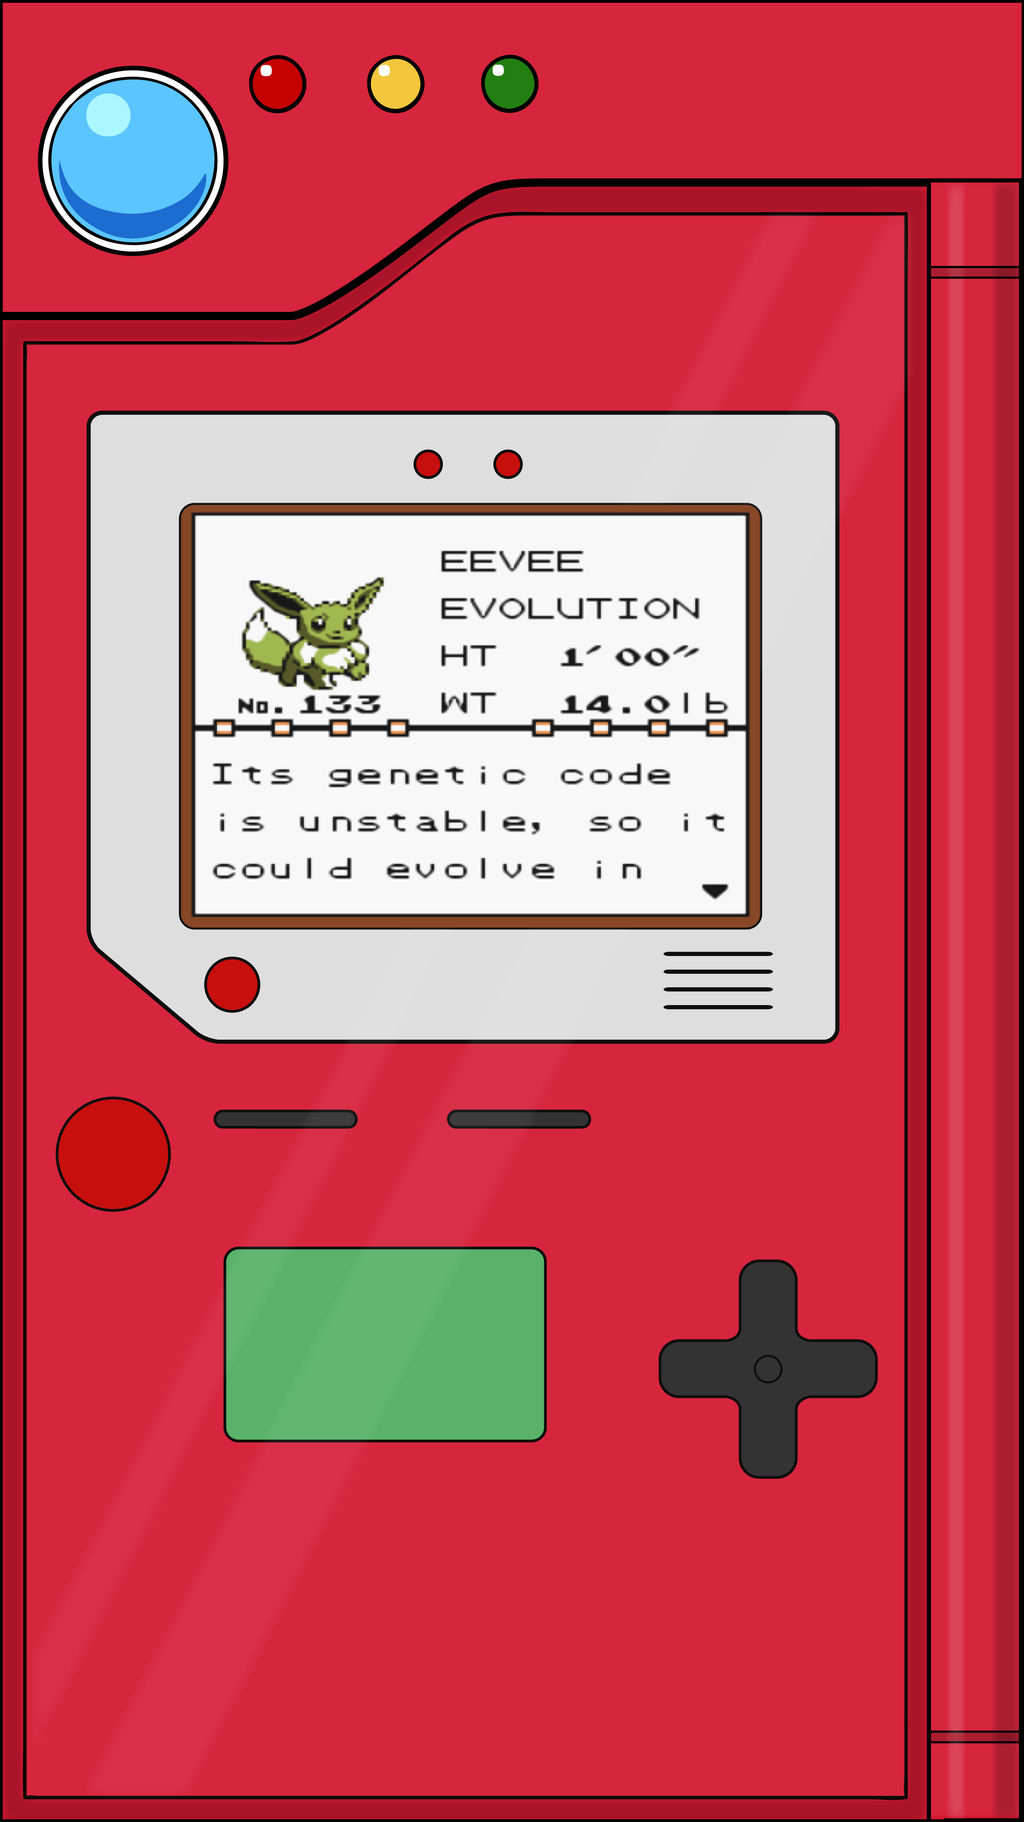 EEVEE
EVOLUTION
HT 1′00″
No.133 WT 14.0lb
Its genetic code
is unstable, so it
could evolve in